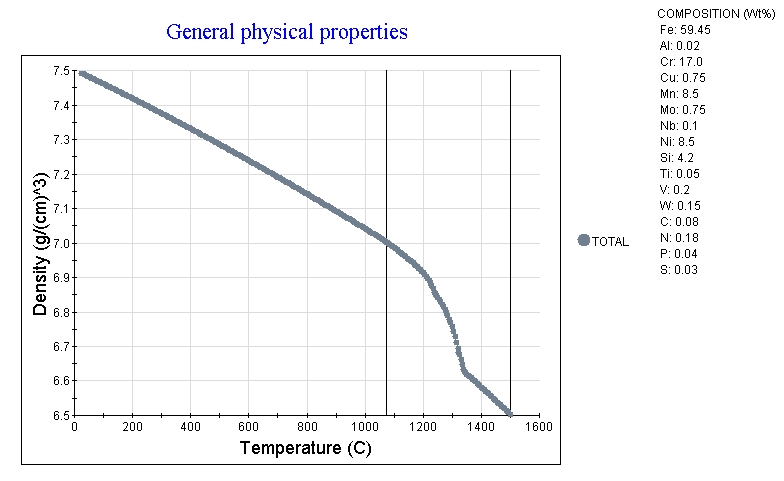 General physical properties
COMPOSITION (Wt%)
Fe: 59.45
Al: 0.02
Cr: 17.0
Cu: 0.75
Mn: 8.5
Mo: 0.75
Nb: 0.1
Ni: 8.5
Si: 4.2
Ti: 0.05
V: 0.2
W: 0.15
C: 0.08
N: 0.18
P: 0.04
S: 0.03
Density (g/(cm)^3)
7.5
7.4
7.3
7.2
7.1
7.0
6.9
6.8
6.7
6.6
6.5
TOTAL
0 200 400 600 800 1000 1200 1400 1600
Temperature (C)